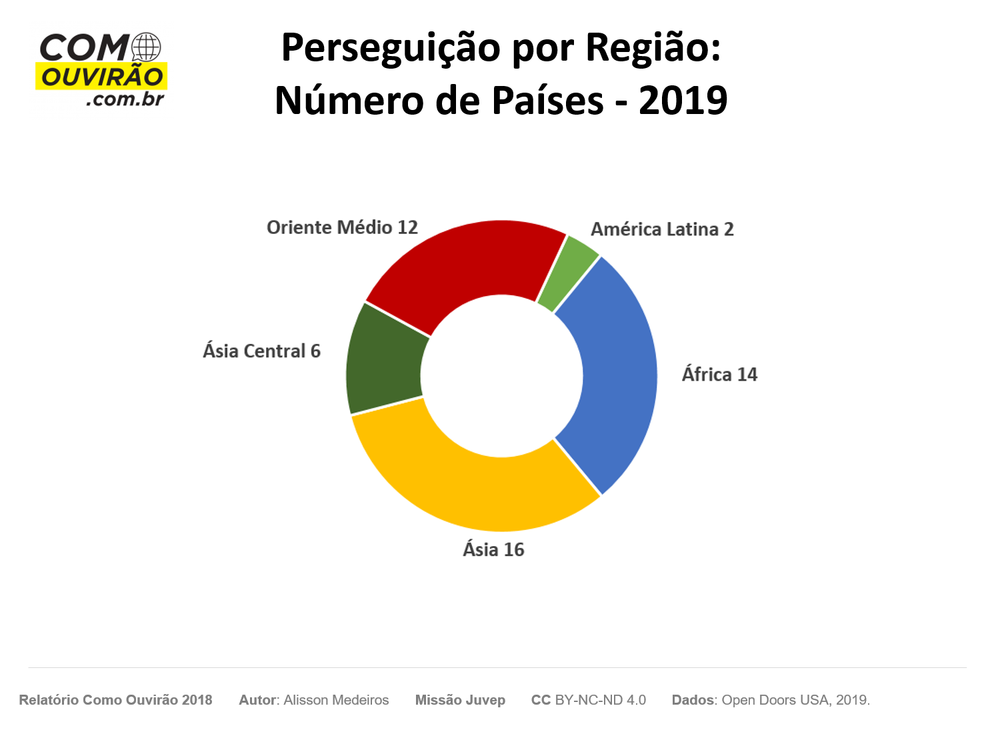 COMO
OUVIRÃO
.com.br
Perseguição por Região:
Número de Países - 2019
Oriente Médio 12
América Latina 2
Ásia Central 6
África 14
Ásia 16
Relatório Como Ouvirão 2018 Autor: Alisson Medeiros Missão Juvep CC BY-NC-ND 4.0 Dados: Open Doors USA, 2019.